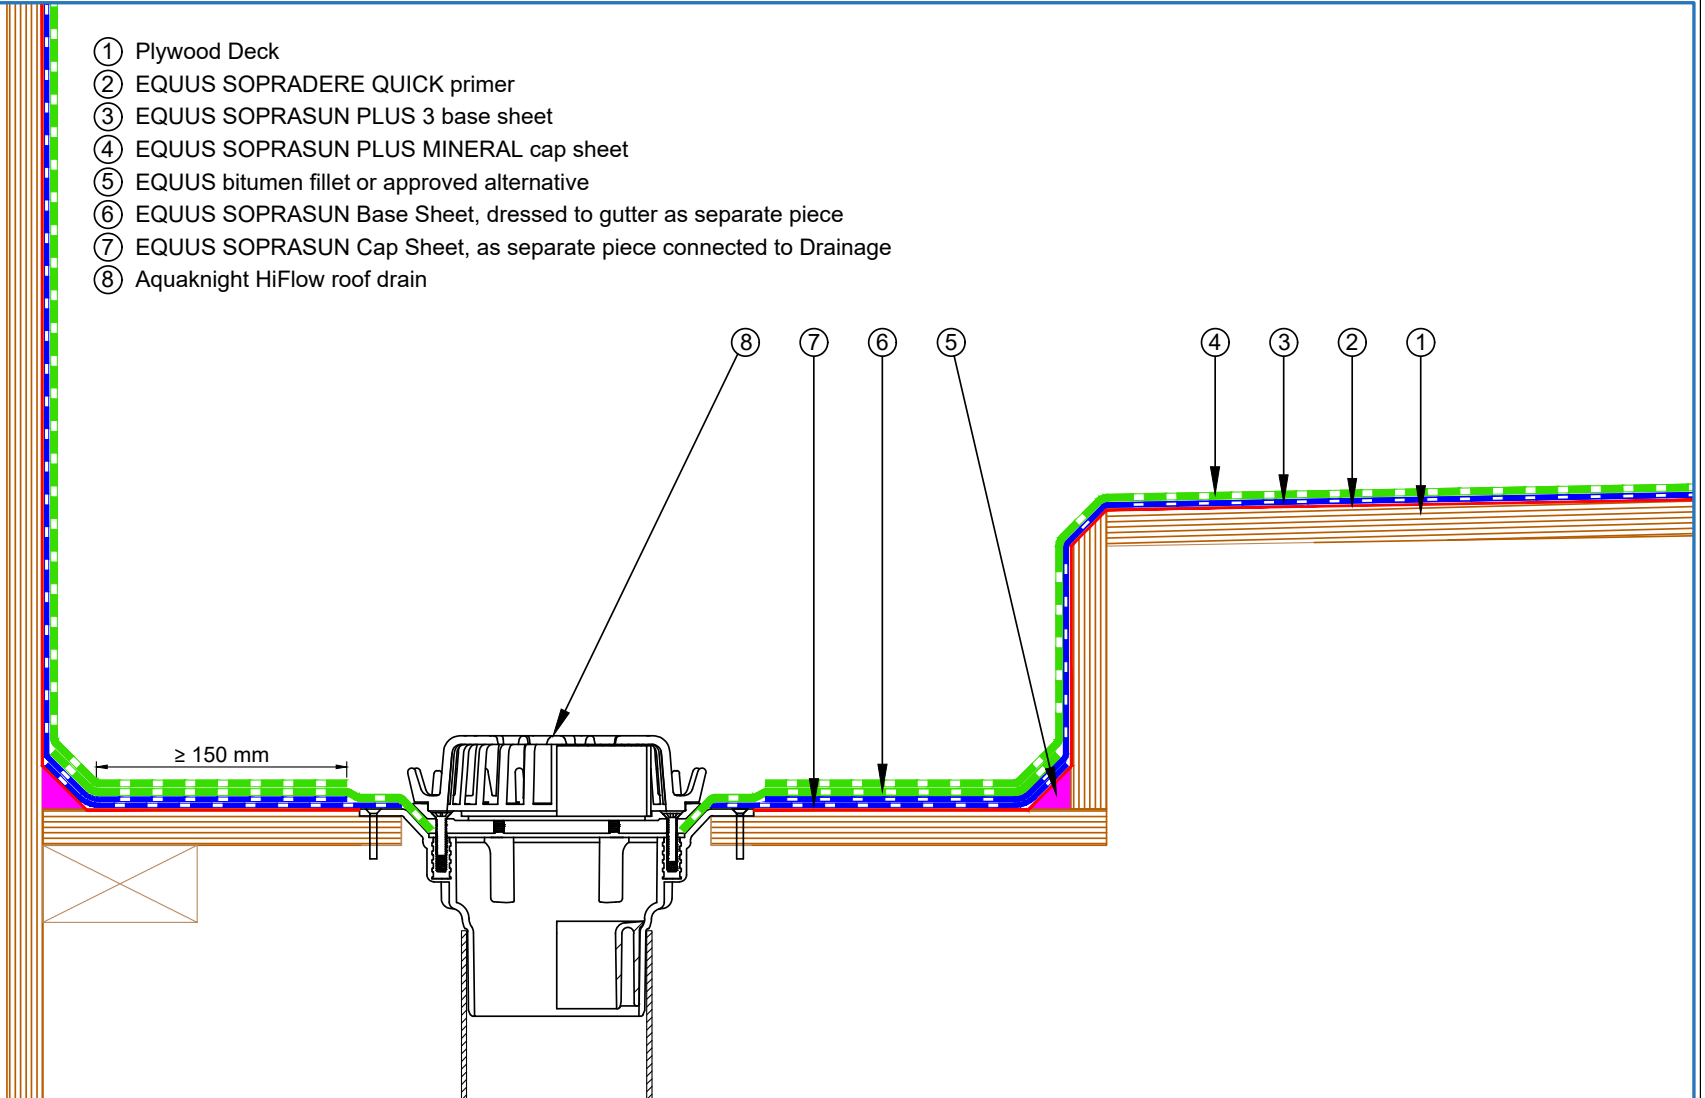 ① Plywood Deck
② EQUUS SOPRADERE QUICK primer
③ EQUUS SOPRASUN PLUS 3 base sheet
④ EQUUS SOPRASUN PLUS MINERAL cap sheet
⑤ EQUUS bitumen fillet or approved alternative
⑥ EQUUS SOPRASUN Base Sheet, dressed to gutter as separate piece
⑦ EQUUS SOPRASUN Cap Sheet, as separate piece connected to Drainage
⑧ Aquaknight HiFlow roof drain
⑧ ⑦ ⑥ ⑤ ④ ③ ② ①
≥ 150 mm